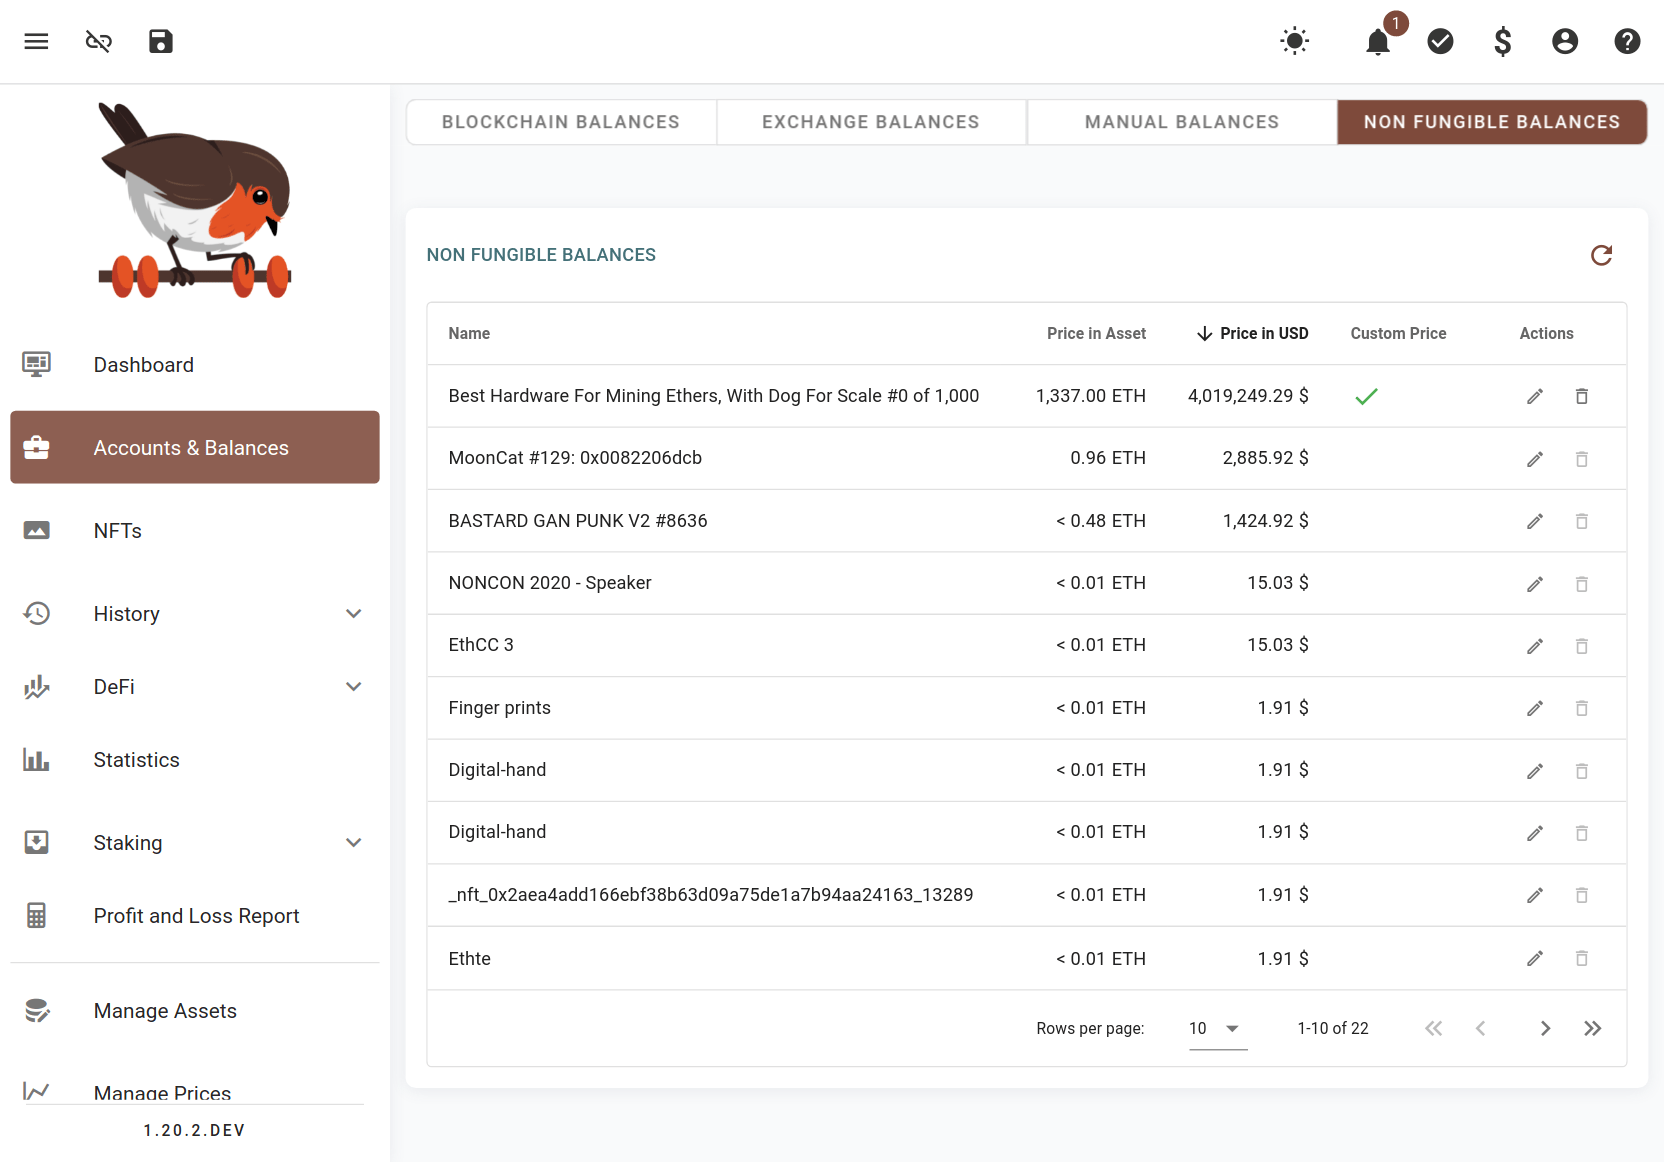 1
BLOCKCHAIN BALANCES
EXCHANGE BALANCES
MANUAL BALANCES
NON FUNGIBLE BALANCES
Dashboard
Accounts & Balances
NFTs
History
DeFi
Statistics
Staking
Profit and Loss Report
Manage Assets
Manage Prices
1.20.2.DEV
NON FUNGIBLE BALANCES
Name Price in Asset Price in USD Custom Price Actions
Best Hardware For Mining Ethers, With Dog For Scale #0 of 1,000 1,337.00 ETH 4,019,249.29 $
MoonCat #129: 0x0082206dcb 0.96 ETH 2,885.92 $
BASTARD GAN PUNK V2 #8636 < 0.48 ETH 1,424.92 $
NONCON 2020 - Speaker < 0.01 ETH 15.03 $
EthCC 3 < 0.01 ETH 15.03 $
Finger prints < 0.01 ETH 1.91 $
Digital-hand < 0.01 ETH 1.91 $
Digital-hand < 0.01 ETH 1.91 $
_nft_0x2aea4add166ebf38b63d09a75de1a7b94aa24163_13289 < 0.01 ETH 1.91 $
Ethte < 0.01 ETH 1.91 $
Rows per page: 10 1-10 of 22